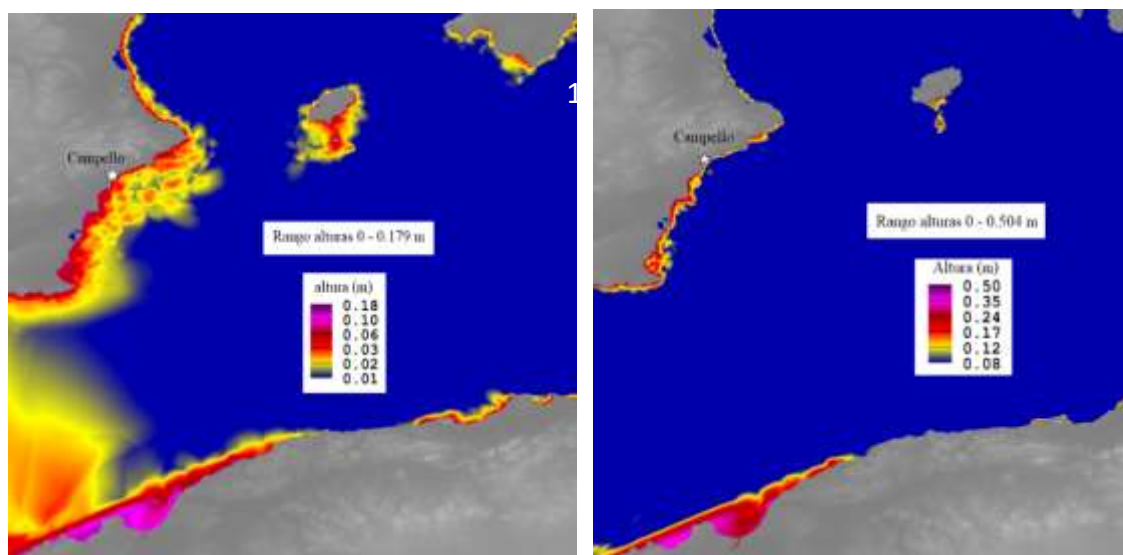 1
Campello
Rango alturas 0 - 0.179 m
altura (m)
0.18
0.10
0.06
0.03
0.02
0.01
Campello
Rango alturas 0 - 0.504 m
Altura (m)
0.50
0.35
0.24
0.17
0.12
0.08